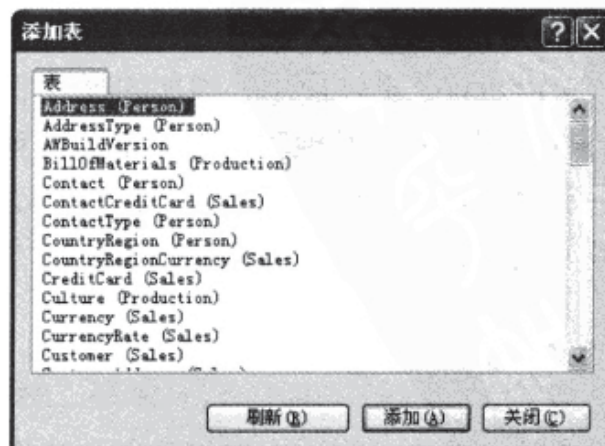 添加表
表
Address (Person)
AddressType (Person)
AWBuildVersion
BillOfMaterials (Production)
Contact (Person)
ContactCreditCard (Sales)
ContactType (Person)
CountryRegion (Person)
CountryRegionCurrency (Sales)
CreditCard (Sales)
Culture (Production)
Currency (Sales)
CurrencyRate (Sales)
Customer (Sales)
刷新(R) 添加(A) 关闭(C)